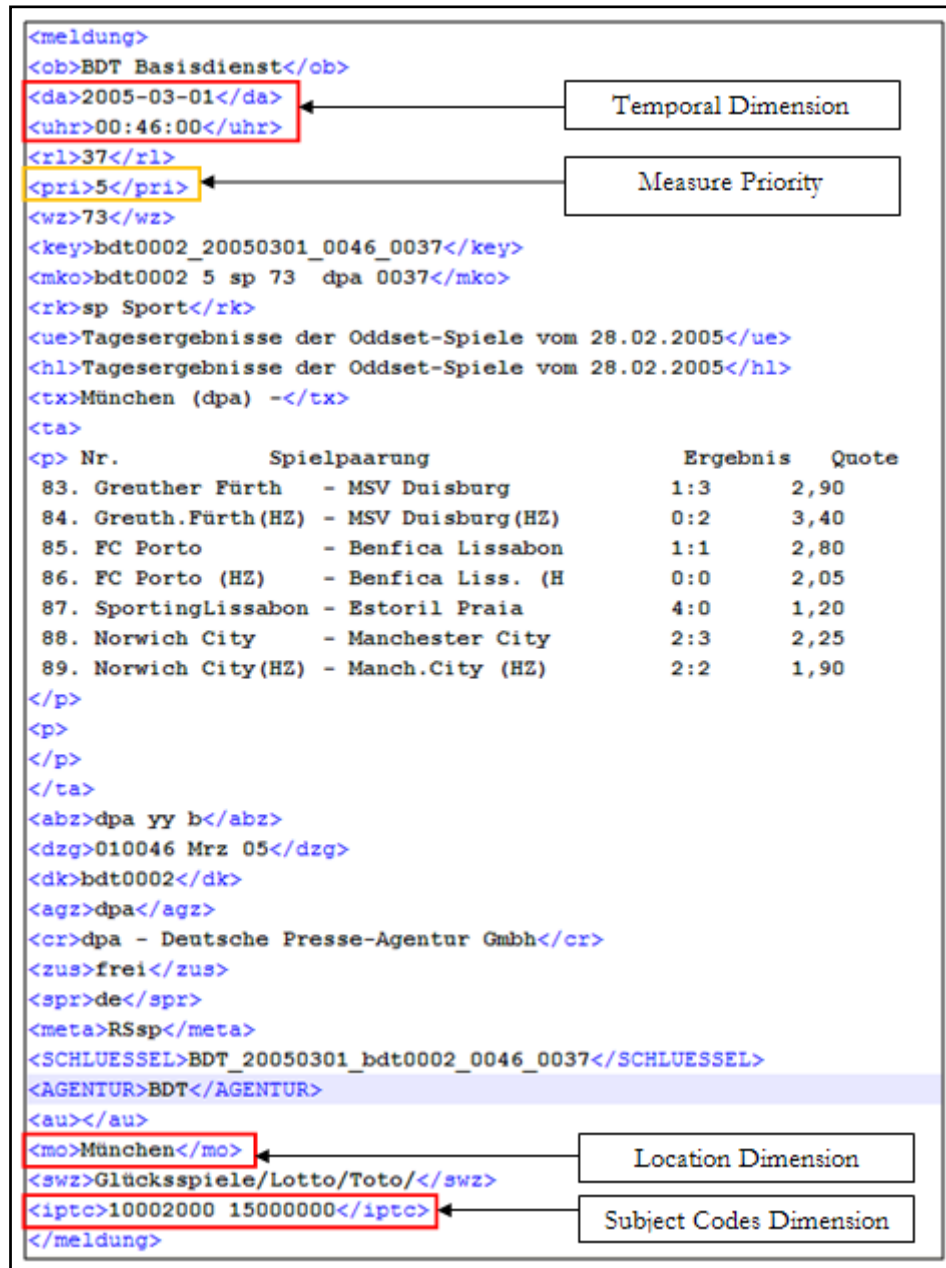 <meldung>
<ob>BDT Basisdienst</ob>
<da>2005-03-01</da>
Temporal Dimension
<uhr>00:46:00</uhr>
<rl>37</rl>
<pri>5</pri>
Measure Priority
<wz>73</wz>
<key>bdt0002_20050301_0046_0037</key>
<mko>bdt0002 5 sp 73  dpa 0037</mko>
<rk>sp Sport</rk>
<ue>Tagesergebnisse der Oddset-Spiele vom 28.02.2005</ue>
<hl>Tagesergebnisse der Oddset-Spiele vom 28.02.2005</hl>
<tx>München (dpa) -</tx>
<ta>
<p> Nr.          Spielpaarung                    Ergebnis   Quote
83. Greuther Fürth   - MSV Duisburg            1:3      2,90
84. Greuth.Fürth(HZ) - MSV Duisburg(HZ)        0:2      3,40
85. FC Porto         - Benfica Lissabon        1:1      2,80
86. FC Porto (HZ)    - Benfica Liss. (H        0:0      2,05
87. SportingLissabon - Estoril Praia           4:0      1,20
88. Norwich City     - Manchester City         2:3      2,25
89. Norwich City(HZ) - Manch.City (HZ)         2:2      1,90
</p>
<p>
</p>
</ta>
<abz>dpa yy b</abz>
<dzg>010046 Mrz 05</dzg>
<dk>bdt0002</dk>
<agz>dpa</agz>
<cr>dpa - Deutsche Presse-Agentur Gmbh</cr>
<zus>frei</zus>
<spr>de</spr>
<meta>RSsp</meta>
<SCHLUESSEL>BDT_20050301_bdt0002_0046_0037</SCHLUESSEL>
<AGENTUR>BDT</AGENTUR>
<au></au>
<mo>München</mo>
Location Dimension
<swz>Glücksspiele/Lotto/Toto/</swz>
<iptc>10002000 15000000</iptc>
Subject Codes Dimension
</meldung>